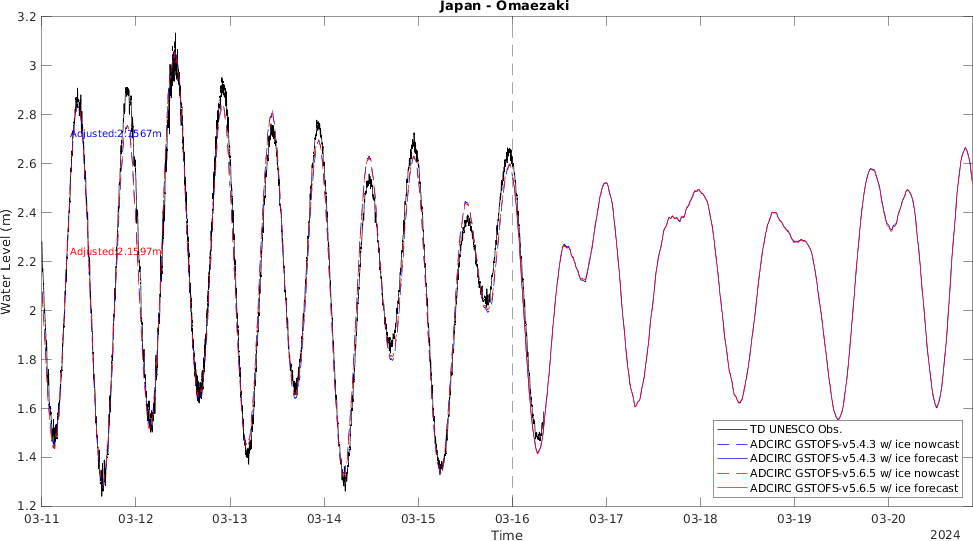 Japan - Omaezaki
3.2
3
2.8
2.6
2.4
2.2
2
1.8
1.6
1.4
1.2
Water Level (m)
Adjusted:2.1567m
Adjusted:2.1597m
TD UNESCO Obs.
ADCIRC GSTOFS-v5.4.3 w/ ice nowcast
ADCIRC GSTOFS-v5.4.3 w/ ice forecast
ADCIRC GSTOFS-v5.6.5 w/ ice nowcast
ADCIRC GSTOFS-v5.6.5 w/ ice forecast
03-11 03-12 03-13 03-14 03-15 03-16 03-17 03-18 03-19 03-20
Time
2024